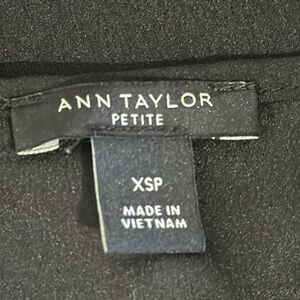 ANN TAYLOR
PETITE
XSP
MADE IN
VIETNAM